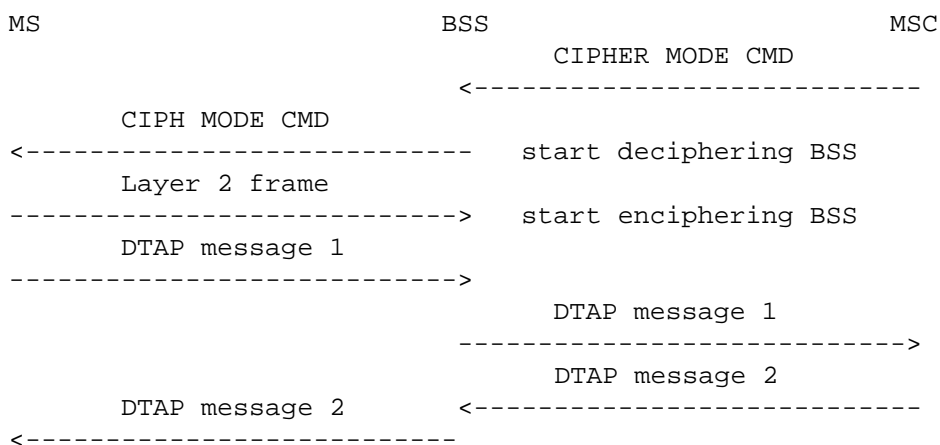 MS BSS MSC
CIPHER MODE CMD
<----------------------------
CIPH MODE CMD
<---------------------------- start deciphering BSS
Layer 2 frame
----------------------------> start enciphering BSS
DTAP message 1
---------------------------->
DTAP message 1
---------------------------->
DTAP message 2
DTAP message 2 <----------------------------
<---------------------------